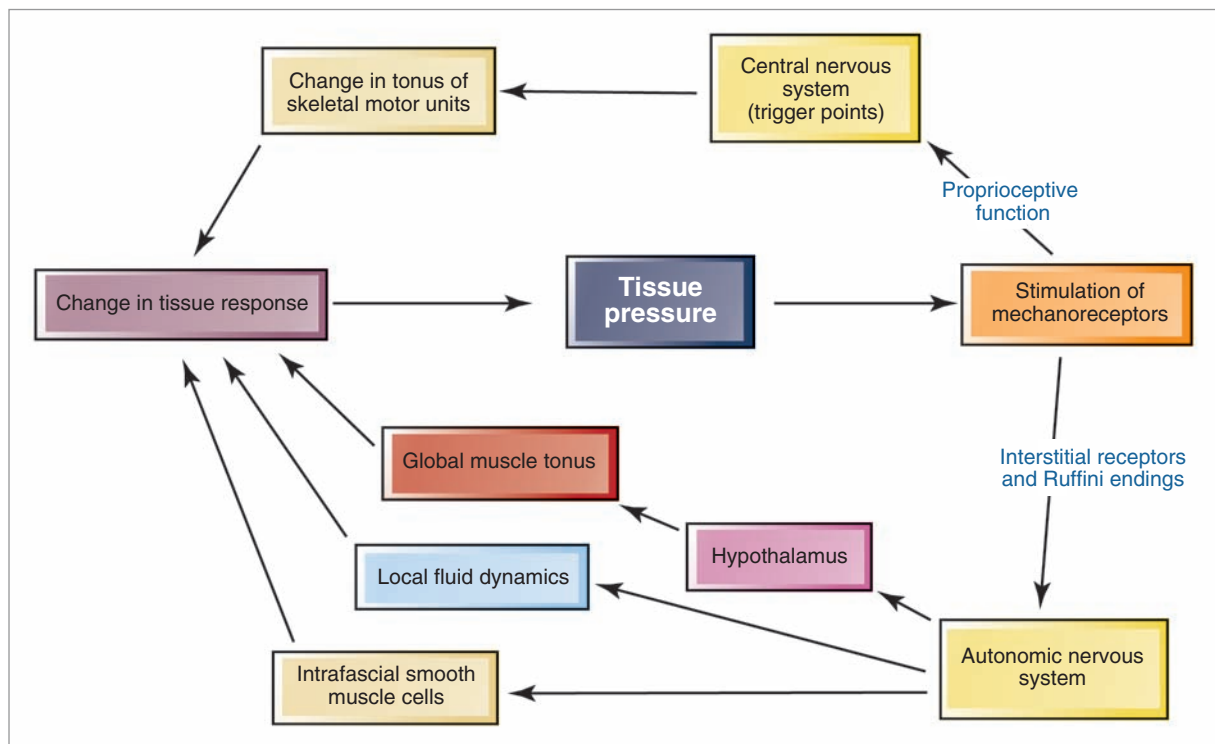 Change in tonus of
skeletal motor units
Central nervous
system
(trigger points)
Proprioceptive
function
Change in tissue response
Tissue
pressure
Stimulation of
mechanoreceptors
Interstitial receptors
and Ruffini endings
Global muscle tonus
Hypothalamus
Local fluid dynamics
Intrafascial smooth
muscle cells
Autonomic nervous
system